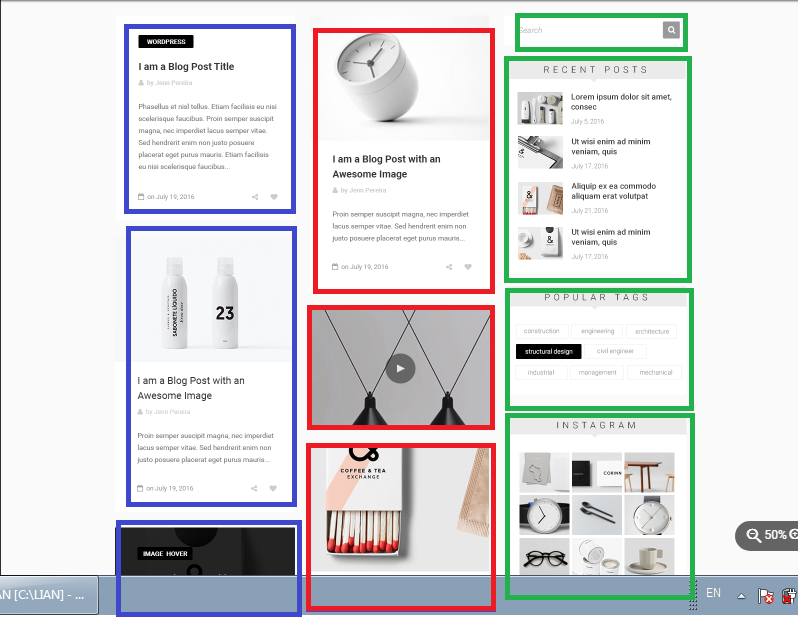 WORDPRESS
I am a Blog Post Title
by Jenn Pereira
Phasellus et nisl tellus. Etiam facilisis eu nisi
scelerisque faucibus. Proin semper suscipit
magna, nec imperdiet lacus semper vitae.
Sed hendrerit enim non justo posuere
placerat eget purus mauris. Etiam facilisis
eu nisi scelerisque faucibus...
on July 19, 2016
SABONETE LÍQUIDO
23
I am a Blog Post with an
Awesome Image
by Jenn Pereira
Proin semper suscipit magna, nec imperdiet
lacus semper vitae. Sed hendrerit enim non
justo posuere placerat eget purus mauris...
on July 19, 2016
IMAGE HOVER
I am a Blog Post with an
Awesome Image
by Jenn Pereira
Proin semper suscipit magna, nec imperdiet
lacus semper vitae. Sed hendrerit enim non
justo posuere placerat eget purus mauris...
on July 19, 2016
&
COFFEE & TEA
EXCHANGE
Search
RECENT POSTS
Lorem ipsum dolor sit amet,
consec
July 5, 2016
Ut wisi enim ad minim
veniam, quis
July 17, 2016
Aliquip ex ea commodo
aliquam erat volutpat
July 21, 2016
Ut wisi enim ad minim
veniam, quis
July 17, 2016
POPULAR TAGS
construction engineering architecture
structural design civil engineer
industrial management mechanical
INSTAGRAM
50%
AN [C:\LIAN] - ...
EN